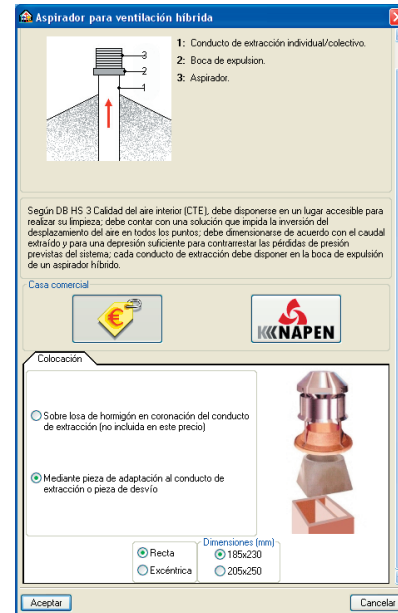 Aspirador para ventilación híbrida
1: Conducto de extracción individual/colectivo.
2: Boca de expulsion.
3: Aspirador.
3
2
1
Según DB HS 3 Calidad del aire interior (CTE), debe disponerse en un lugar accesible para
realizar su limpieza; debe contar con una solución que impida la inversión del
desplazamiento del aire en todos los puntos; debe dimensionarse de acuerdo con el caudal
extraído y para una depresión suficiente para contrarrestar las pérdidas de presión
previstas del sistema; cada conducto de extracción debe disponer en la boca de expulsión
de un aspirador híbrido.
Casa comercial
€
KNAPEN
Colocación
Sobre losa de hormigón en coronación del conducto
de extracción (no incluida en este precio)
Mediante pieza de adaptación al conducto de
extracción o pieza de desvío
Recta
Excéntrica
Dimensiones (mm)
185x230
205x250
Aceptar
Cancelar